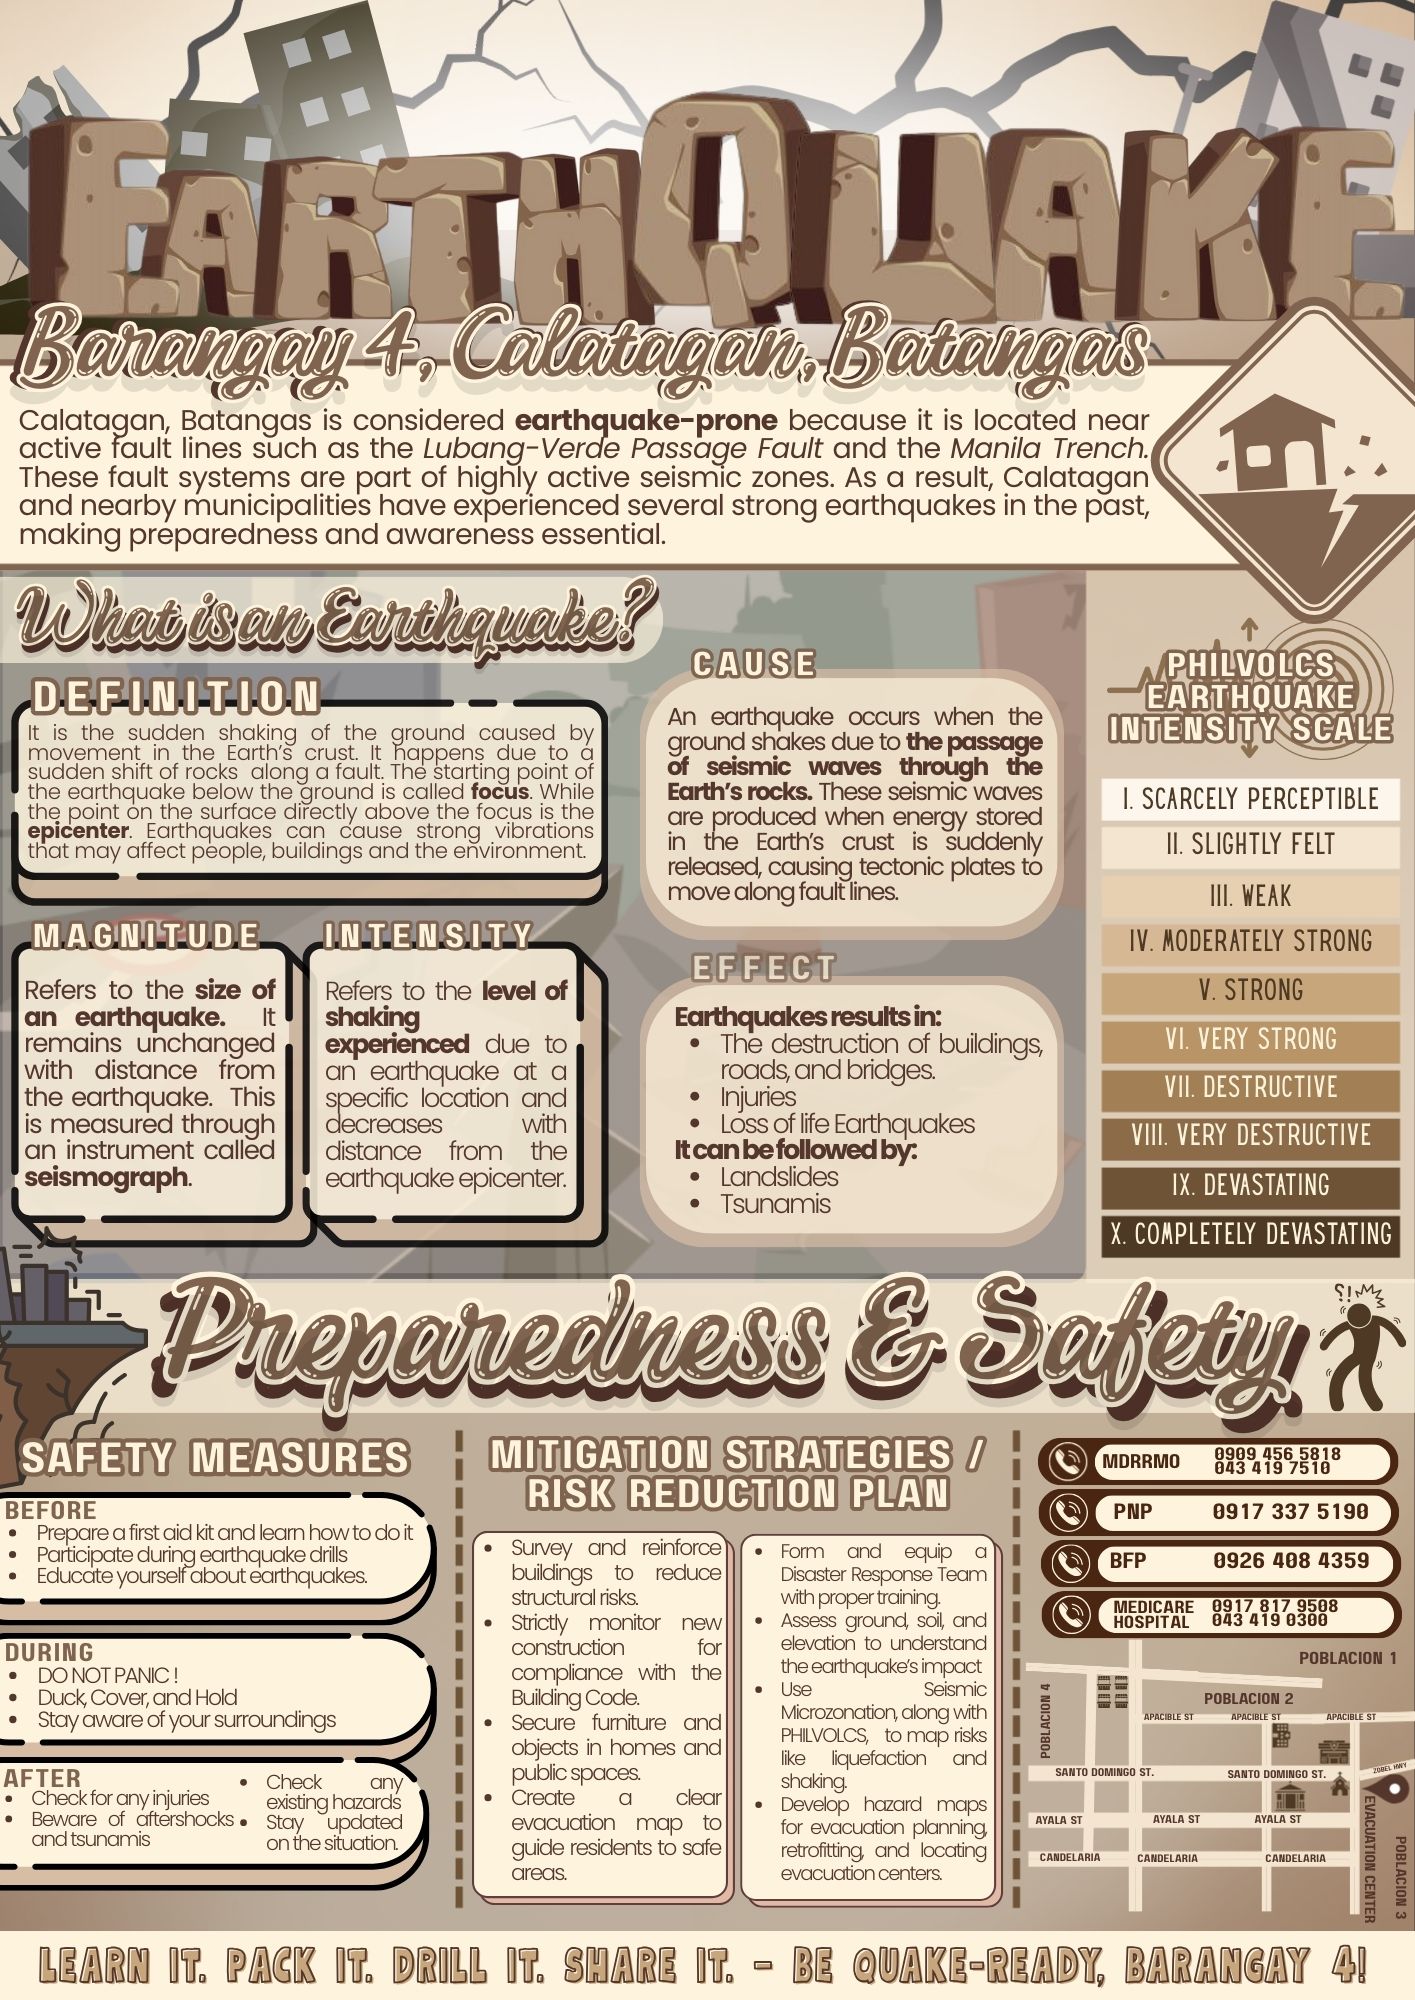 EARTHQUAKE
Barangay 4, Calatagan, Batangas
Calatagan, Batangas is considered earthquake-prone because it is located near
active fault lines such as the Lubang-Verde Passage Fault and the Manila Trench.
These fault systems are part of highly active seismic zones. As a result, Calatagan
and nearby municipalities have experienced several strong earthquakes in the past,
making preparedness and awareness essential.
What is an Earthquake?
DEFINITION
It is the sudden shaking of the ground caused by
movement in the Earth's crust. It happens due to a
sudden shift of rocks along a fault. The starting point of
the earthquake below the ground is called focus. While
the point on the surface directly above the focus is the
epicenter. Earthquakes can cause strong vibrations
that may affect people, buildings and the environment.
MAGNITUDE
Refers to the size of
an earthquake. It
remains unchanged
with distance from
the earthquake. This
is measured through
an instrument called
seismograph.
INTENSITY
Refers to the level of
shaking
experienced due to
an earthquake at a
specific location and
decreases with
distance from the
earthquake epicenter.
CAUSE
An earthquake occurs when the
ground shakes due to the passage
of seismic waves through the
Earth's rocks. These seismic waves
are produced when energy stored
in the Earth's crust is suddenly
released, causing tectonic plates to
move along fault lines.
EFFECT
Earthquakes results in:
• The destruction of buildings,
roads, and bridges.
• Injuries
• Loss of life Earthquakes
It can be followed by:
• Landslides
• Tsunamis
PHILVOLCS
EARTHQUAKE
INTENSITY SCALE
I. SCARCELY PERCEPTIBLE
II. SLIGHTLY FELT
III. WEAK
IV. MODERATELY STRONG
V. STRONG
VI. VERY STRONG
VII. DESTRUCTIVE
VIII. VERY DESTRUCTIVE
IX. DEVASTATING
X. COMPLETELY DEVASTATING
Preparedness & Safety
?!
SAFETY MEASURES
BEFORE
• Prepare a first aid kit and learn how to do it
• Participate during earthquake drills
• Educate yourself about earthquakes.
DURING
• DO NOT PANIC !
• Duck, Cover, and Hold
• Stay aware of your surroundings
AFTER
• Check for any injuries
• Beware of aftershocks
and tsunamis
• Check any
existing hazards
• Stay updated
on the situation.
MITIGATION STRATEGIES /
RISK REDUCTION PLAN
• Survey and reinforce
buildings to reduce
structural risks.
• Strictly monitor new
construction for
compliance with the
Building Code.
• Secure furniture and
objects in homes and
public spaces.
• Create a clear
evacuation map to
guide residents to safe
areas.
• Form and equip a
Disaster Response Team
with proper training.
• Assess ground, soil, and
elevation to understand
the earthquake's impact
• Use Seismic
Microzonation, along with
PHILVOLCS, to map risks
like liquefaction and
shaking.
• Develop hazard maps
for evacuation planning,
retrofitting, and locating
evacuation centers.
MDRRMO
0909 456 5818
043 419 7510
PNP 0917 337 5190
BFP 0926 408 4359
MEDICARE
HOSPITAL
0917 817 9508
043 419 0300
POBLACION 1
POBLACION 4
POBLACION 2
APACIBLE ST APACIBLE ST APACIBLE ST
SANTO DOMINGO ST. SANTO DOMINGO ST.
ZOBEL HWY
AYALA ST AYALA ST AYALA ST
CANDELARIA CANDELARIA CANDELARIA
EVACUATION CENTER
POBLACION 3
LEARN IT. PACK IT. DRILL IT. SHARE IT. - BE QUAKE-READY, BARANGAY 4!